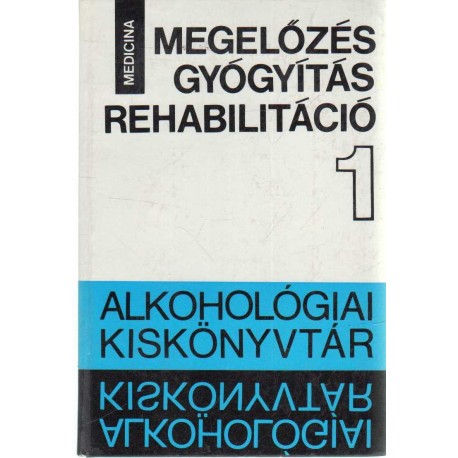 MEDICINA
MEGELŐZÉS
GYÓGYÍTÁS
REHABILITÁCIÓ
1
ALKOHOLÓGIAI
KISKÖNYVTÁR
KISKÖNYVTÁR
ALKOHOLÓGIAI